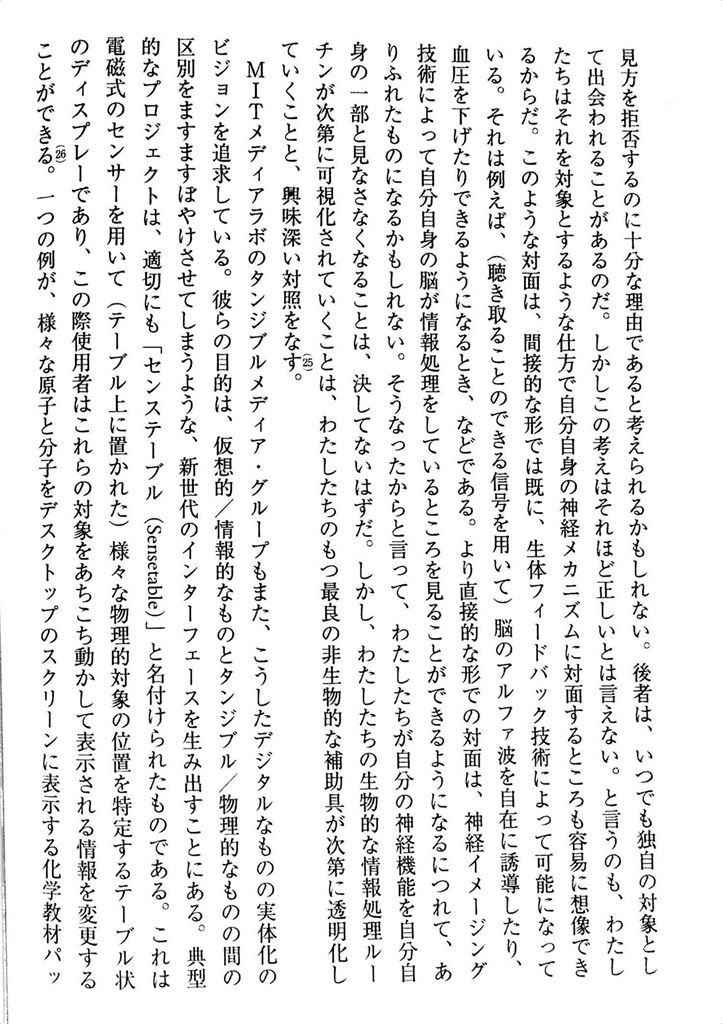 見方を拒否するのに十分な理由であると考えられるかもしれない。後者は、いつでも独自の対象とし
て出会われることがあるのだ。しかしこの考えはそれほど正しいとは言えない。と言うのも、わたし
たちはそれを対象とするような仕方で自分自身の神経メカニズムに対面するところも容易に想像でき
るからだ。このような対面は、間接的な形では既に、生体フィードバック技術によって可能になって
いる。それは例えば、（聴き取ることのできる信号を用いて）脳のアルファ波を自在に誘導したり、
血圧を下げたりできるようになるとき、などである。より直接的な形での対面は、神経イメージング
技術によって自分自身の脳が情報処理をしているところを見ることができるようになるにつれて、あ
りふれたものになるかもしれない。そうなったからと言って、わたしたちが自分の神経機能を自分自
身の一部と見なさなくなることは、決してないはずだ。しかし、わたしたちの生物的な情報処理ルー
チンが次第に可視化されていくことは、わたしたちのもつ最良の非生物的な補助具が次第に透明化し
ていくことと、興味深い対照をなす。(25)
　ＭＩＴメディアラボのタンジブルメディア・グループもまた、こうしたデジタルなものの実体化の
ビジョンを追求している。彼らの目的は、仮想的／情報的なものとタンジブル／物理的なものの間の
区別をますますぼやけさせてしまうような、新世代のインターフェースを生み出すことにある。典型
的なプロジェクトは、適切にも「センステーブル（Sensetable）」と名付けられたものである。これは
電磁式のセンサーを用いて（テーブル上に置かれた）様々な物理的対象の位置を特定するテーブル状
のディスプレーであり、この際使用者はこれらの対象をあちこち動かして表示される情報を変更する
ことができる。(26)一つの例が、様々な原子と分子をデスクトップのスクリーンに表示する化学教材パッ